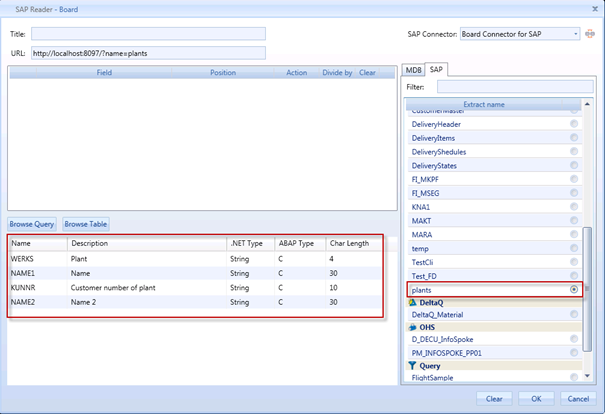 SAP Reader - Board
Title:
SAP Connector: Board Connector for SAP
URL: http://localhost:8097/?name=plants
Field Position Action Divide by Clear
MDB SAP
Filter:
Extract name
CustomerMaster
DeliveryHeader
DeliveryItems
DeliveryShedules
DeliveryStates
FI_MKPF
FI_MSEG
KNA1
MAKT
MARA
temp
TestCli
Test_FD
plants
DeltaQ
DeltaQ_Material
OHS
D_DECU_InfoSpoke
PM_INFOSPOKE_PP01
Query
FlightSample
Browse Query Browse Table
Name Description .NET Type ABAP Type Char Length
WERKS Plant String C 4
NAME1 Name String C 30
KUNNR Customer number of plant String C 10
NAME2 Name 2 String C 30
Clear OK Cancel